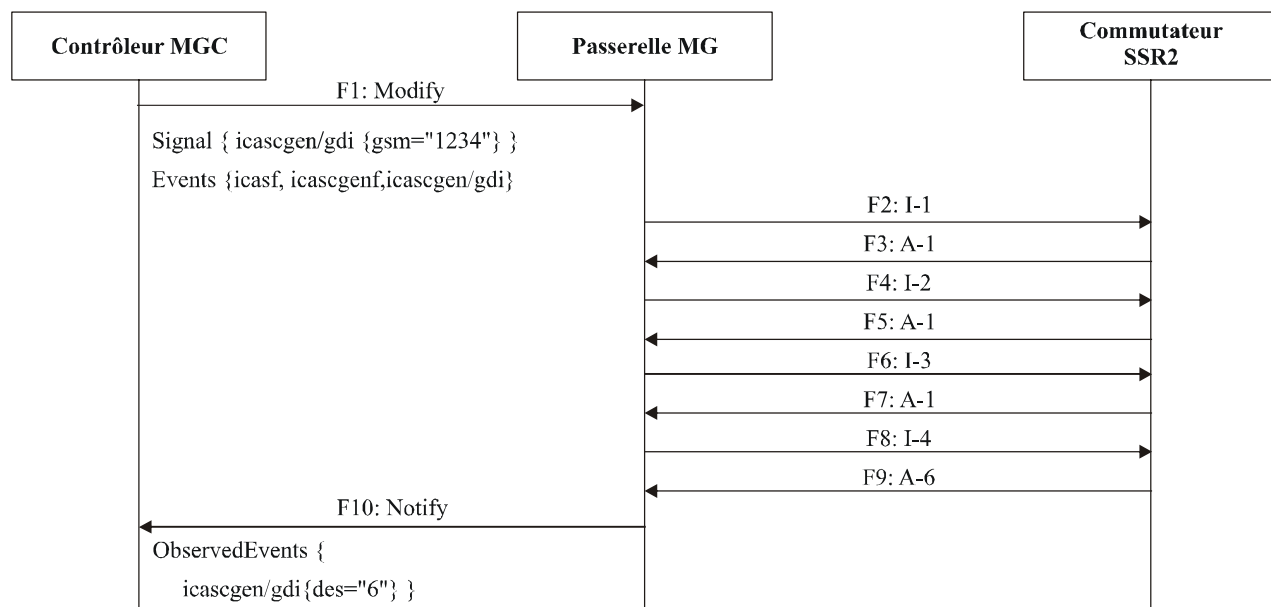 Contrôleur MGC
Passerelle MG
Commutateur
SSR2
F1: Modify
Signal { icascgen/gdi {gsm="1234"} }
Events {icasf, icascgenf,icascgen/gdi}
F2: I-1
F3: A-1
F4: I-2
F5: A-1
F6: I-3
F7: A-1
F8: I-4
F9: A-6
F10: Notify
ObservedEvents {
icascgen/gdi{des="6"} }